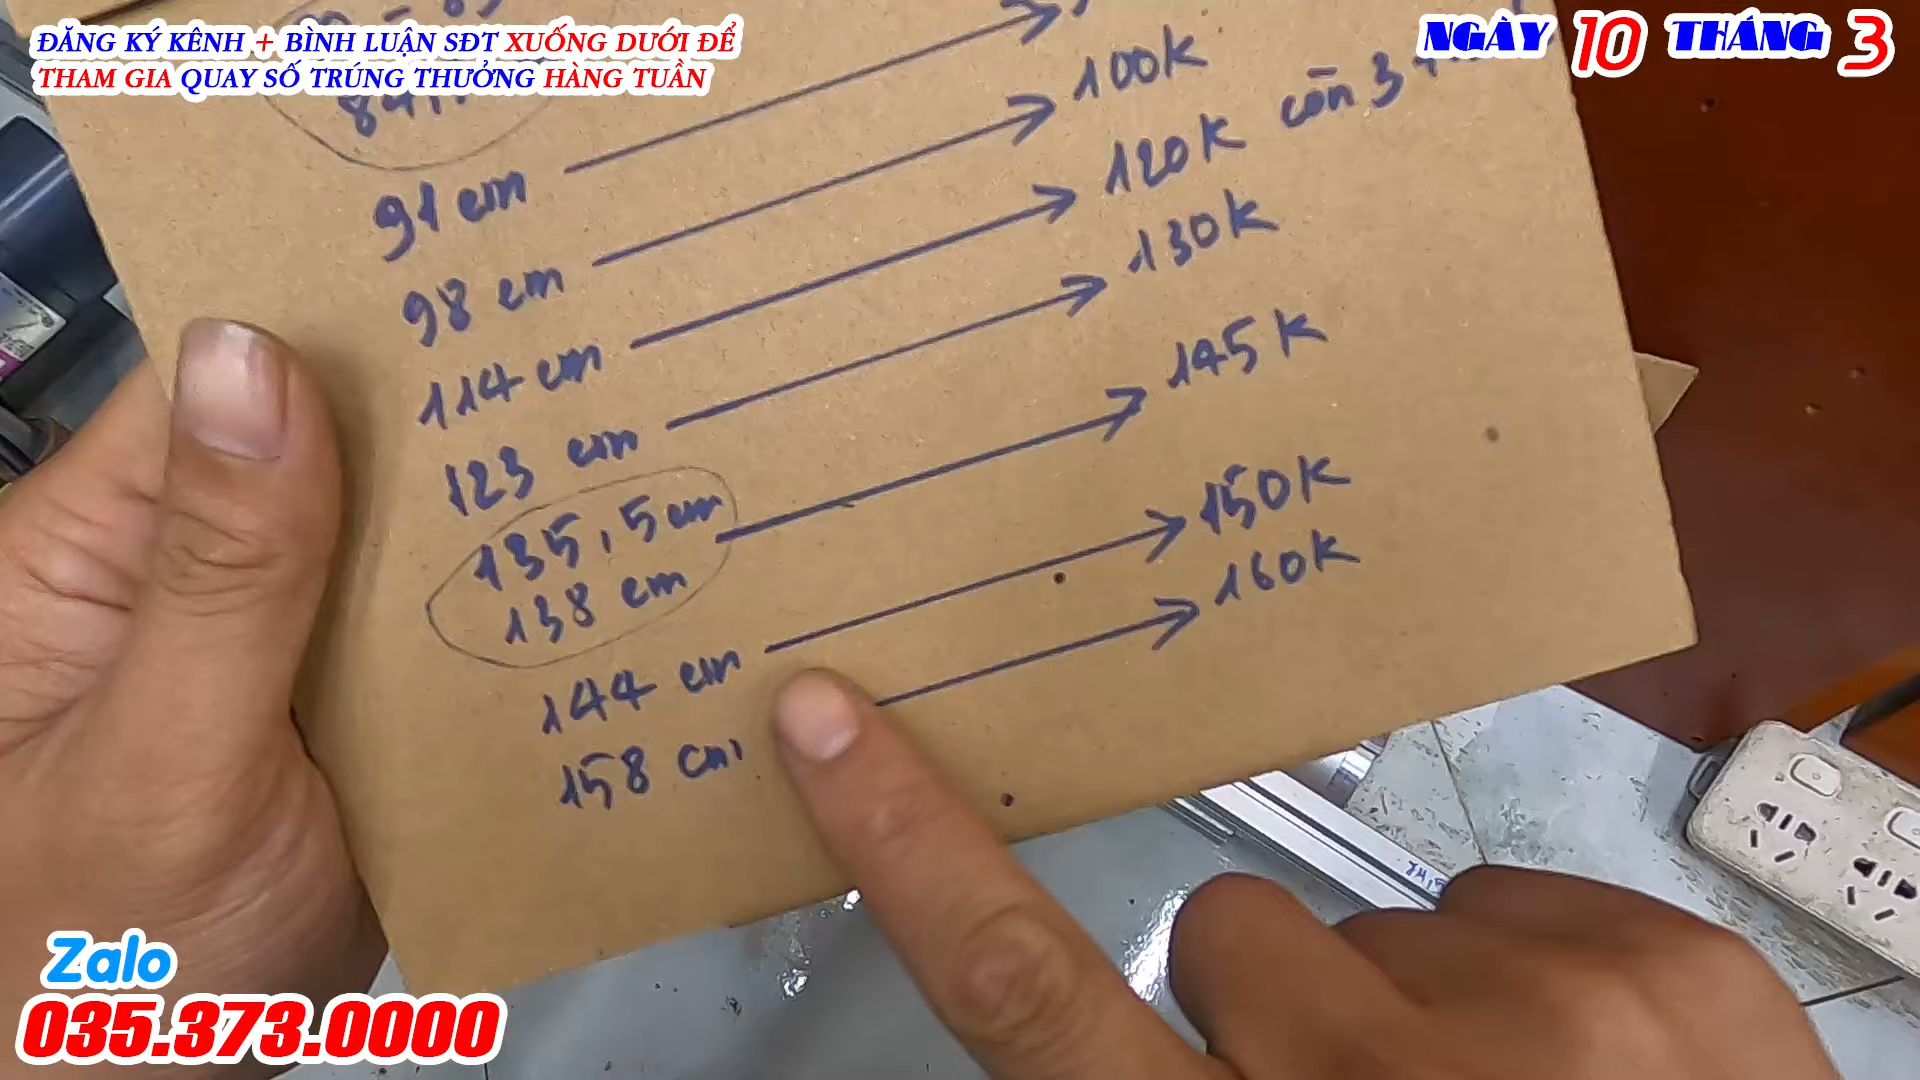 ĐĂNG KÝ KÊNH + BÌNH LUẬN SĐT XUỐNG DƯỚI ĐỂ
THAM GIA QUAY SỐ TRÚNG THƯỞNG HÀNG TUẦN
NGÀY 10 THÁNG 3
91 cm
98 cm 100K
114 cm 120K còn 3
123 cm 130K
135,5 cm
138 cm 145K
144 cm 150K
158 cm 160K
Zalo
035.373.0000